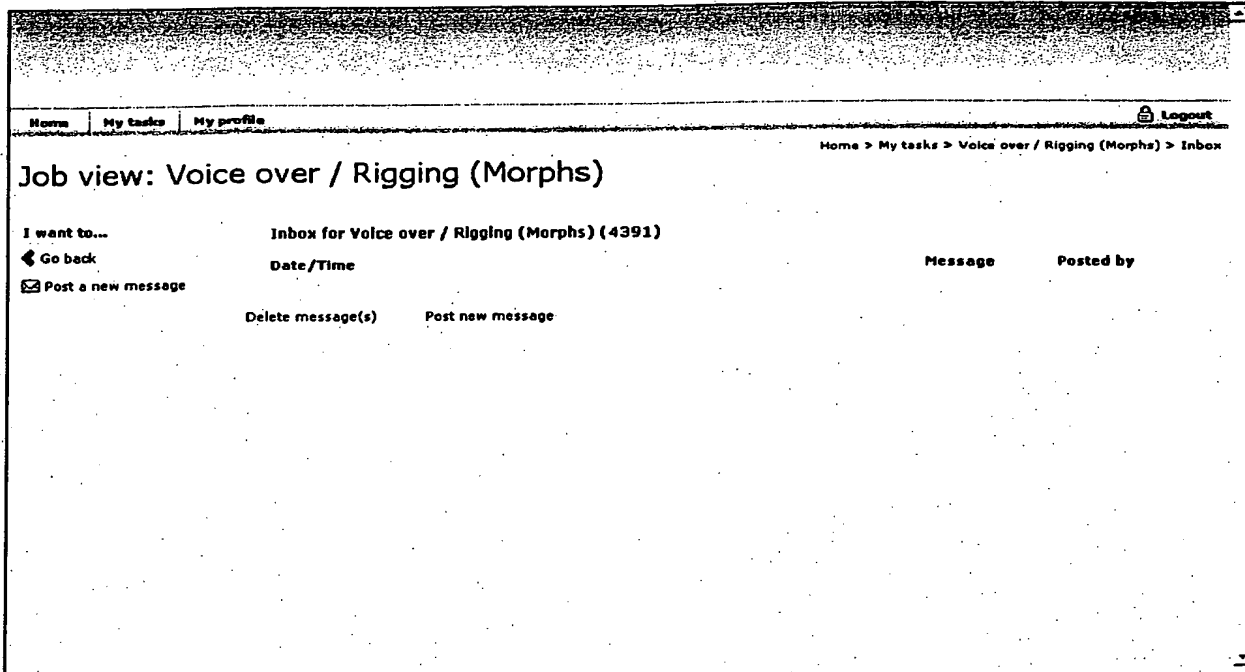 Home My tasks My profile Logout
Home > My tasks > Voice over / Rigging (Morphs) > Inbox
Job view: Voice over / Rigging (Morphs)
I want to... Inbox for Voice over / Rigging (Morphs) (4391)
Go back Date/Time Message Posted by
Post a new message
Delete message(s) Post new message